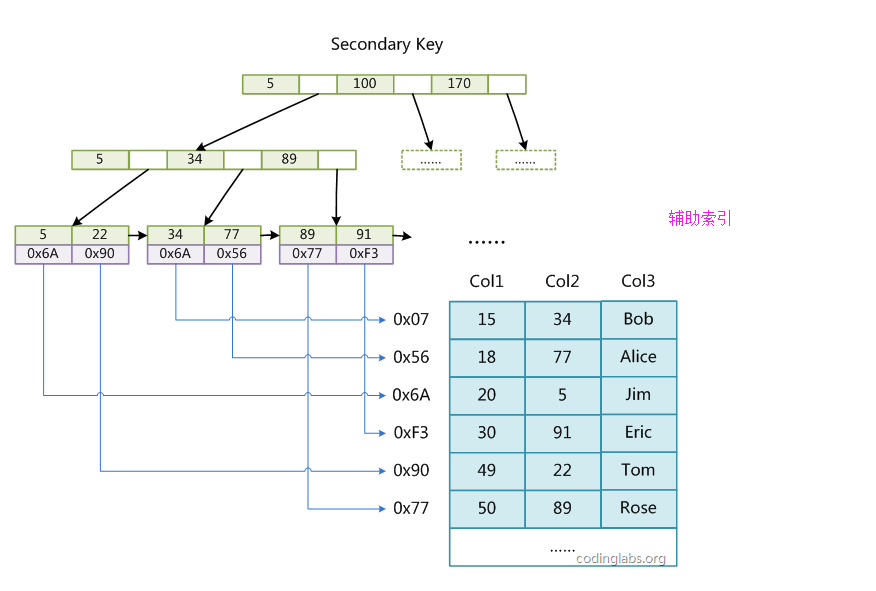 Secondary Key
5 100 170
5 34 89 ...... ......
辅助索引
5 22 34 77 89 91
0x6A 0x90 0x6A 0x56 0x77 0xF3
......
Col1 Col2 Col3
0x07 15 34 Bob
0x56 18 77 Alice
0x6A 20 5 Jim
0xF3 30 91 Eric
0x90 49 22 Tom
0x77 50 89 Rose
......
codinglabs.org